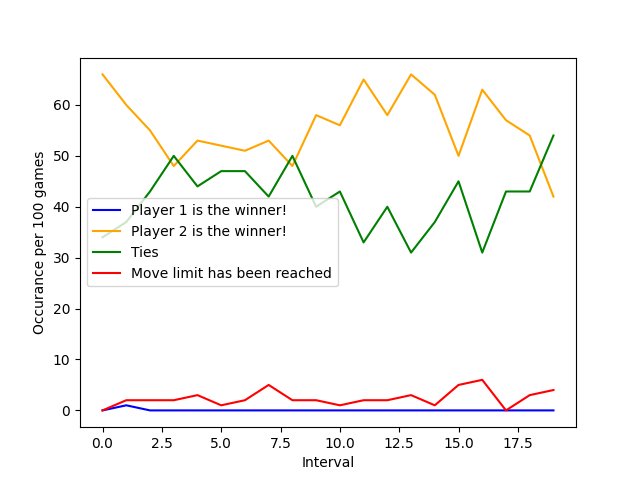 Occurance per 100 games
60
50
40
30
20
10
0
Player 1 is the winner!
Player 2 is the winner!
Ties
Move limit has been reached
0.0 2.5 5.0 7.5 10.0 12.5 15.0 17.5
Interval